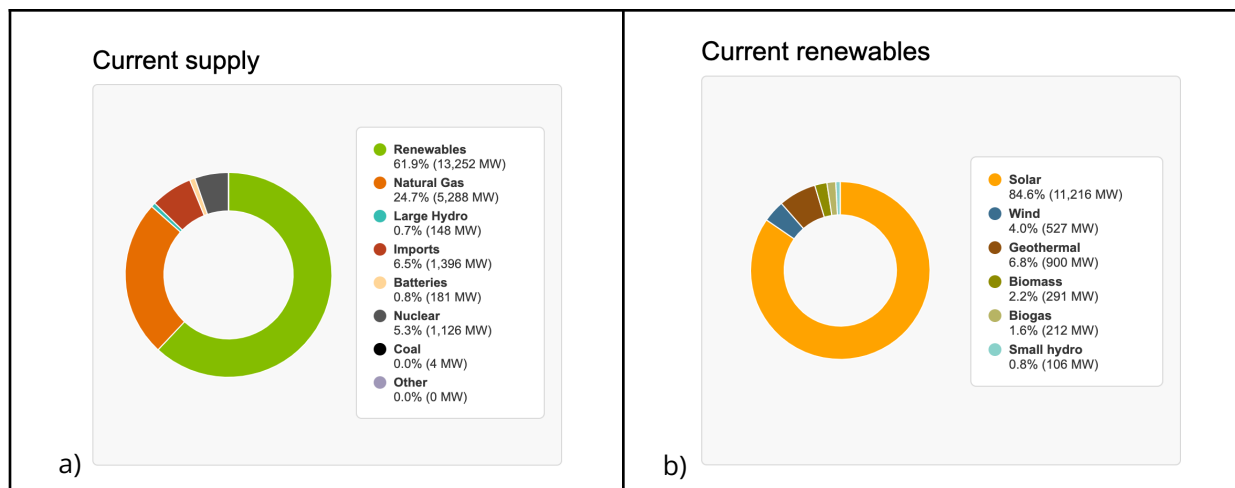 Current supply
Renewables
61.9% (13,252 MW)
Natural Gas
24.7% (5,288 MW)
Large Hydro
0.7% (148 MW)
Imports
6.5% (1,396 MW)
Batteries
0.8% (181 MW)
Nuclear
5.3% (1,126 MW)
Coal
0.0% (4 MW)
Other
0.0% (0 MW)
a)
Current renewables
Solar
84.6% (11,216 MW)
Wind
4.0% (527 MW)
Geothermal
6.8% (900 MW)
Biomass
2.2% (291 MW)
Biogas
1.6% (212 MW)
Small hydro
0.8% (106 MW)
b)